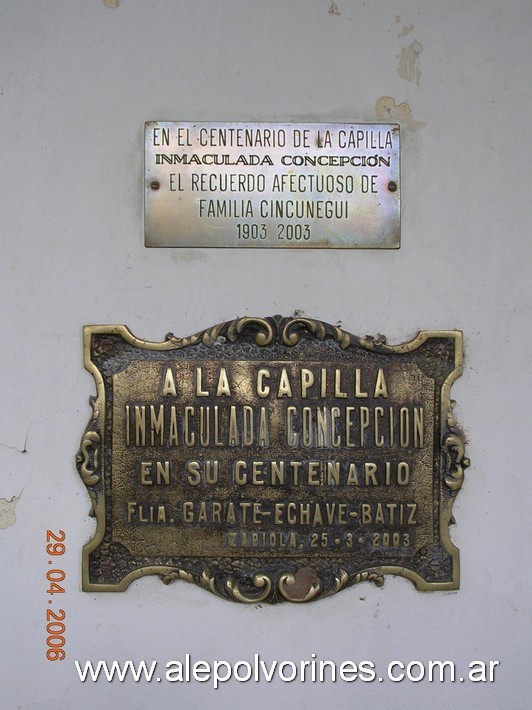 EN EL CENTENARIO DE LA CAPILLA
INMACULADA CONCEPCIÓN
EL RECUERDO AFECTUOSO DE
FAMILIA CINCUNEGUI
1903 2003
A LA CAPILLA
INMACULADA CONCEPCION
EN SU CENTENARIO
FLIA. GARATE-ECHAVE-BATIZ
ZAPIOLA, 25-3-2003
29.04.2006
www.alepolvorines.com.ar